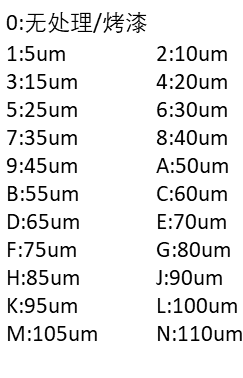 0:无处理/烤漆
1:5um 2:10um
3:15um 4:20um
5:25um 6:30um
7:35um 8:40um
9:45um A:50um
B:55um C:60um
D:65um E:70um
F:75um G:80um
H:85um J:90um
K:95um L:100um
M:105um N:110um